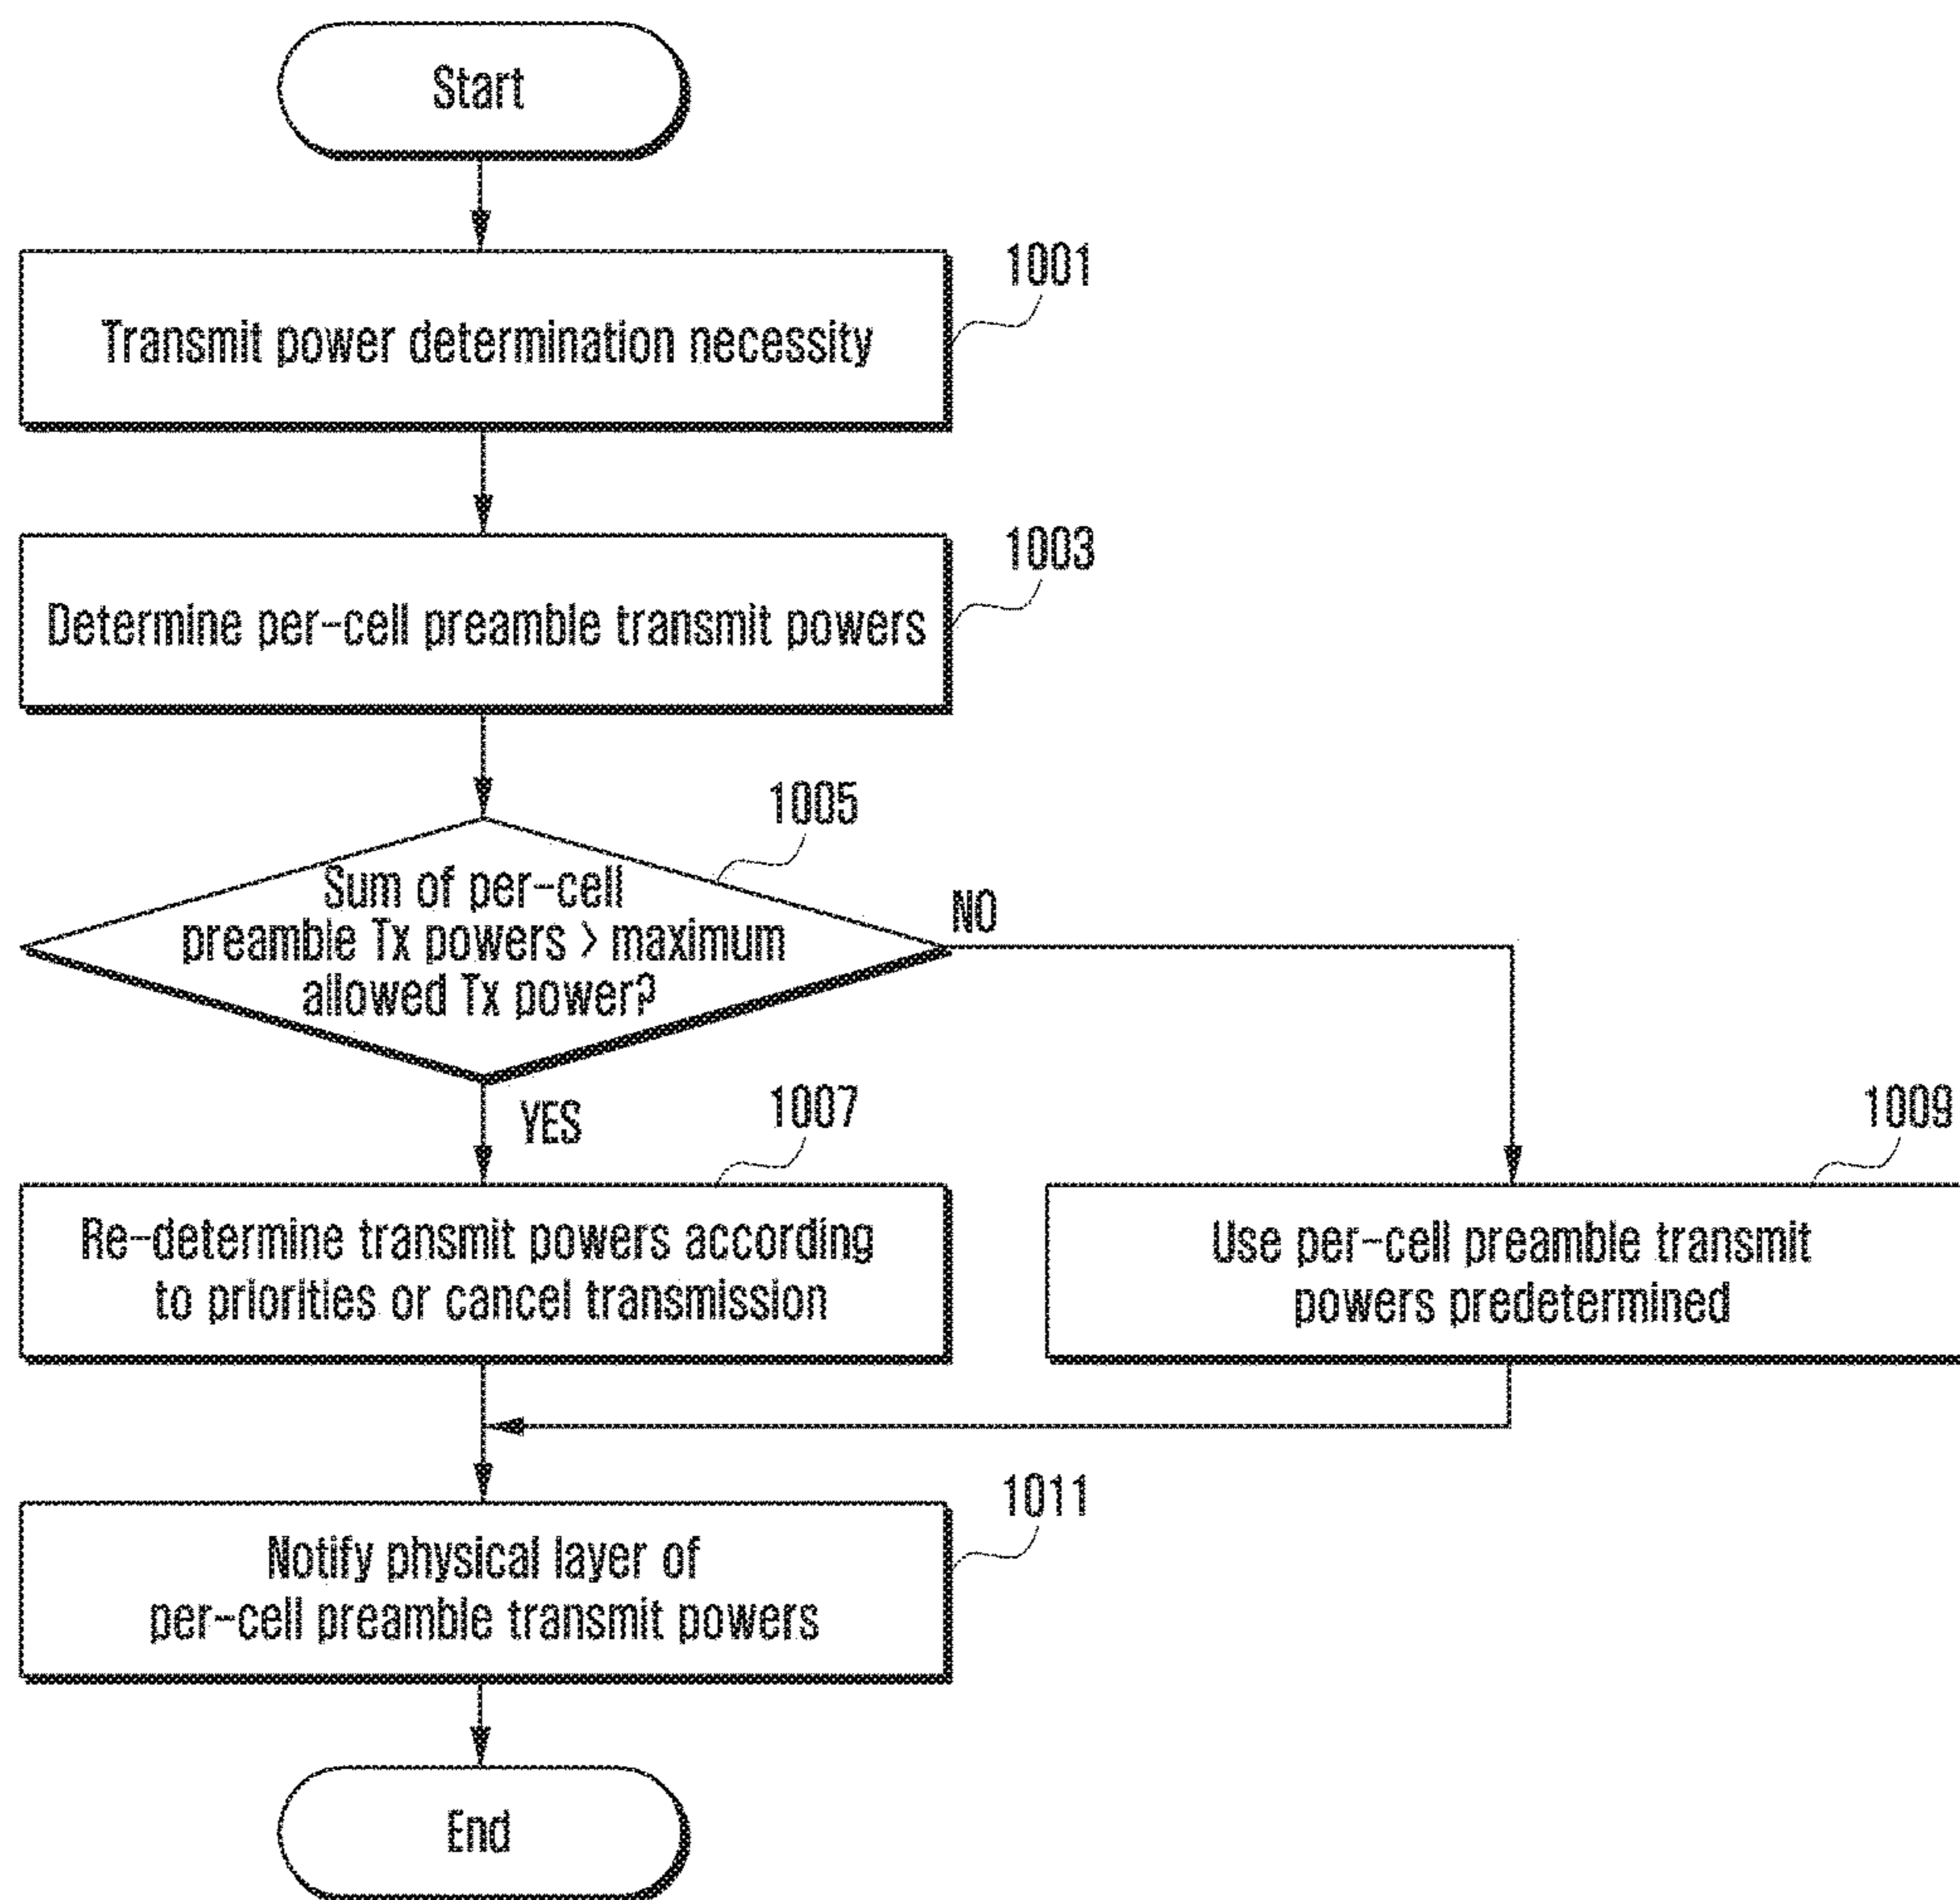 Start
1001
Transmit power determination necessity
1003
Determine per-cell preamble transmit powers
1005
Sum of per-cell
preamble Tx powers > maximum
allowed Tx power?
NO
YES
1007
1009
Re-determine transmit powers according
to priorities or cancel transmission
Use per-cell preamble transmit
powers predetermined
1011
Notify physical layer of
per-cell preamble transmit powers
End